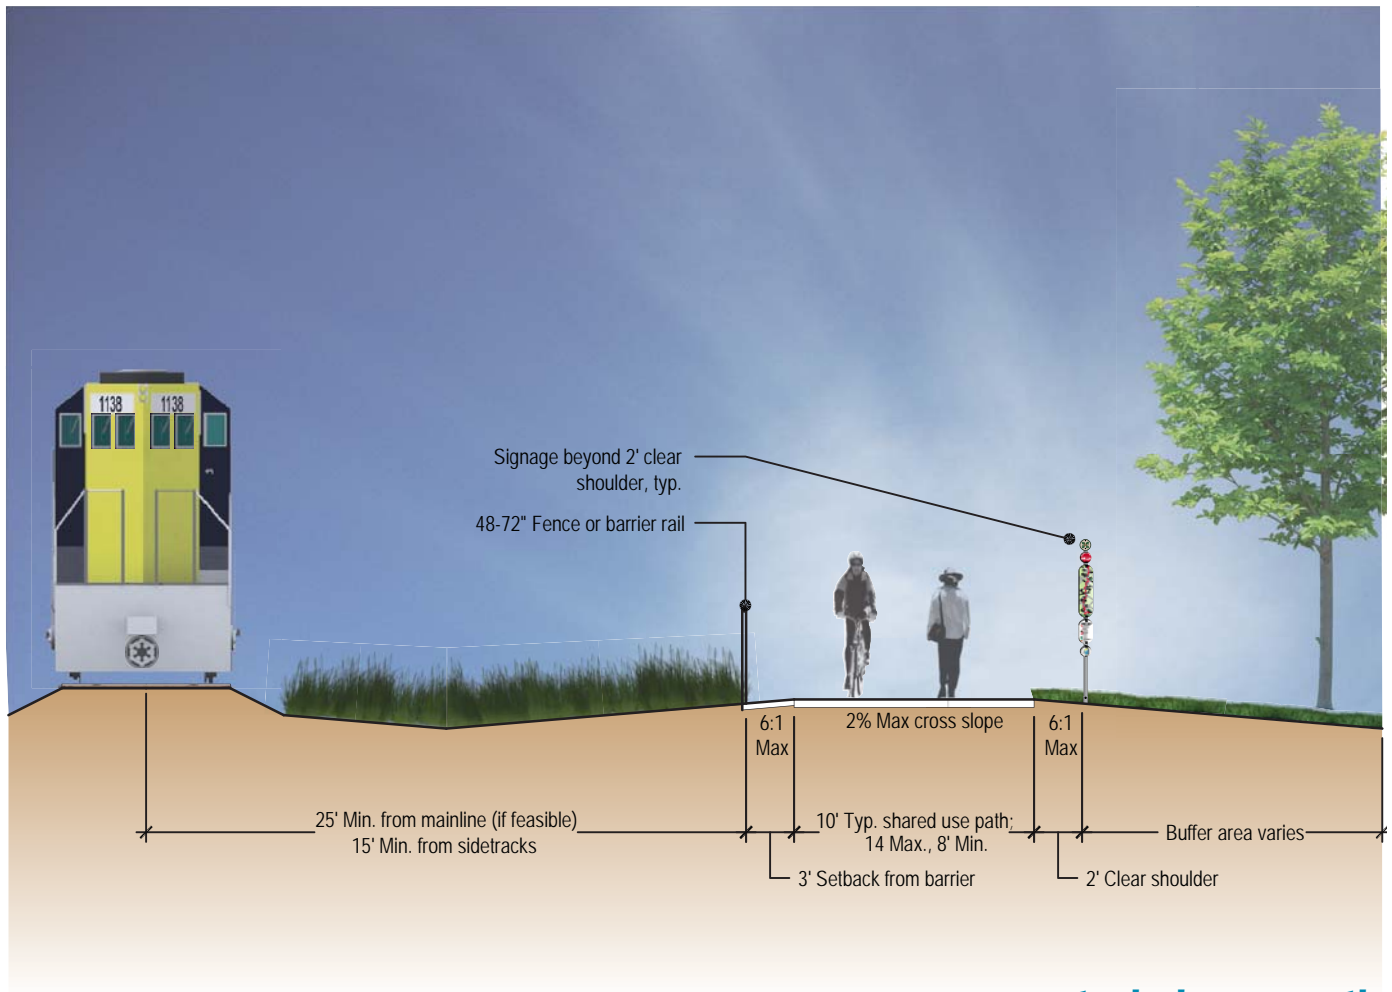 1138 1138
Signage beyond 2' clear
shoulder, typ.
48-72" Fence or barrier rail
6:1
Max
2% Max cross slope
6:1
Max
25' Min. from mainline (if feasible)
15' Min. from sidetracks
10' Typ. shared use path;
14 Max., 8' Min.
Buffer area varies
3' Setback from barrier
2' Clear shoulder